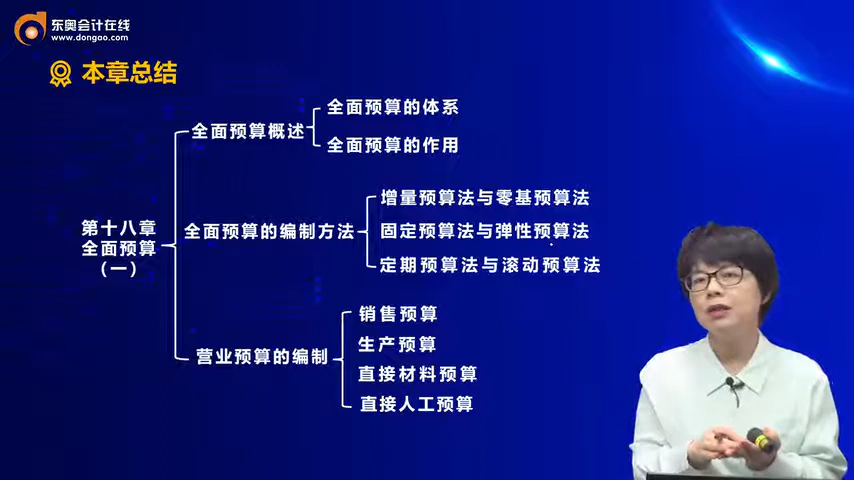 东奥会计在线
www.dongao.com
本章总结
第十八章
全面预算
（一）
全面预算概述
全面预算的体系
全面预算的作用
全面预算的编制方法
增量预算法与零基预算法
固定预算法与弹性预算法
定期预算法与滚动预算法
营业预算的编制
销售预算
生产预算
直接材料预算
直接人工预算